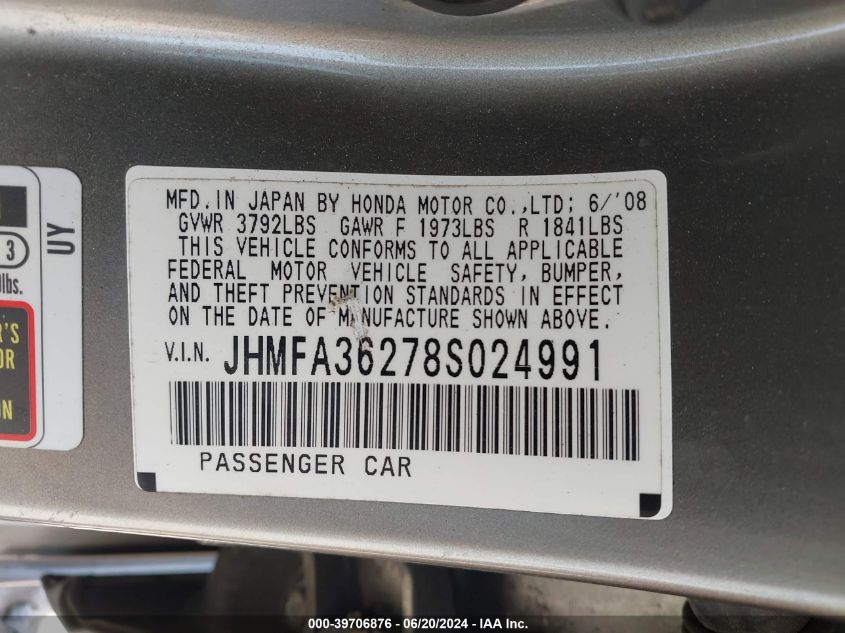 MFD. IN JAPAN BY HONDA MOTOR CO., LTD; 6/'08
GVWR 3792LBS GAWR F 1973LBS R 1841LBS
THIS VEHICLE CONFORMS TO ALL APPLICABLE
FEDERAL MOTOR VEHICLE SAFETY, BUMPER,
AND THEFT PREVENTION STANDARDS IN EFFECT
ON THE DATE OF MANUFACTURE SHOWN ABOVE.
V.I.N. JHMFA36278S024991
PASSENGER CAR
UY
3
lbs.
000-39706876 - 06/20/2024 - IAA Inc.